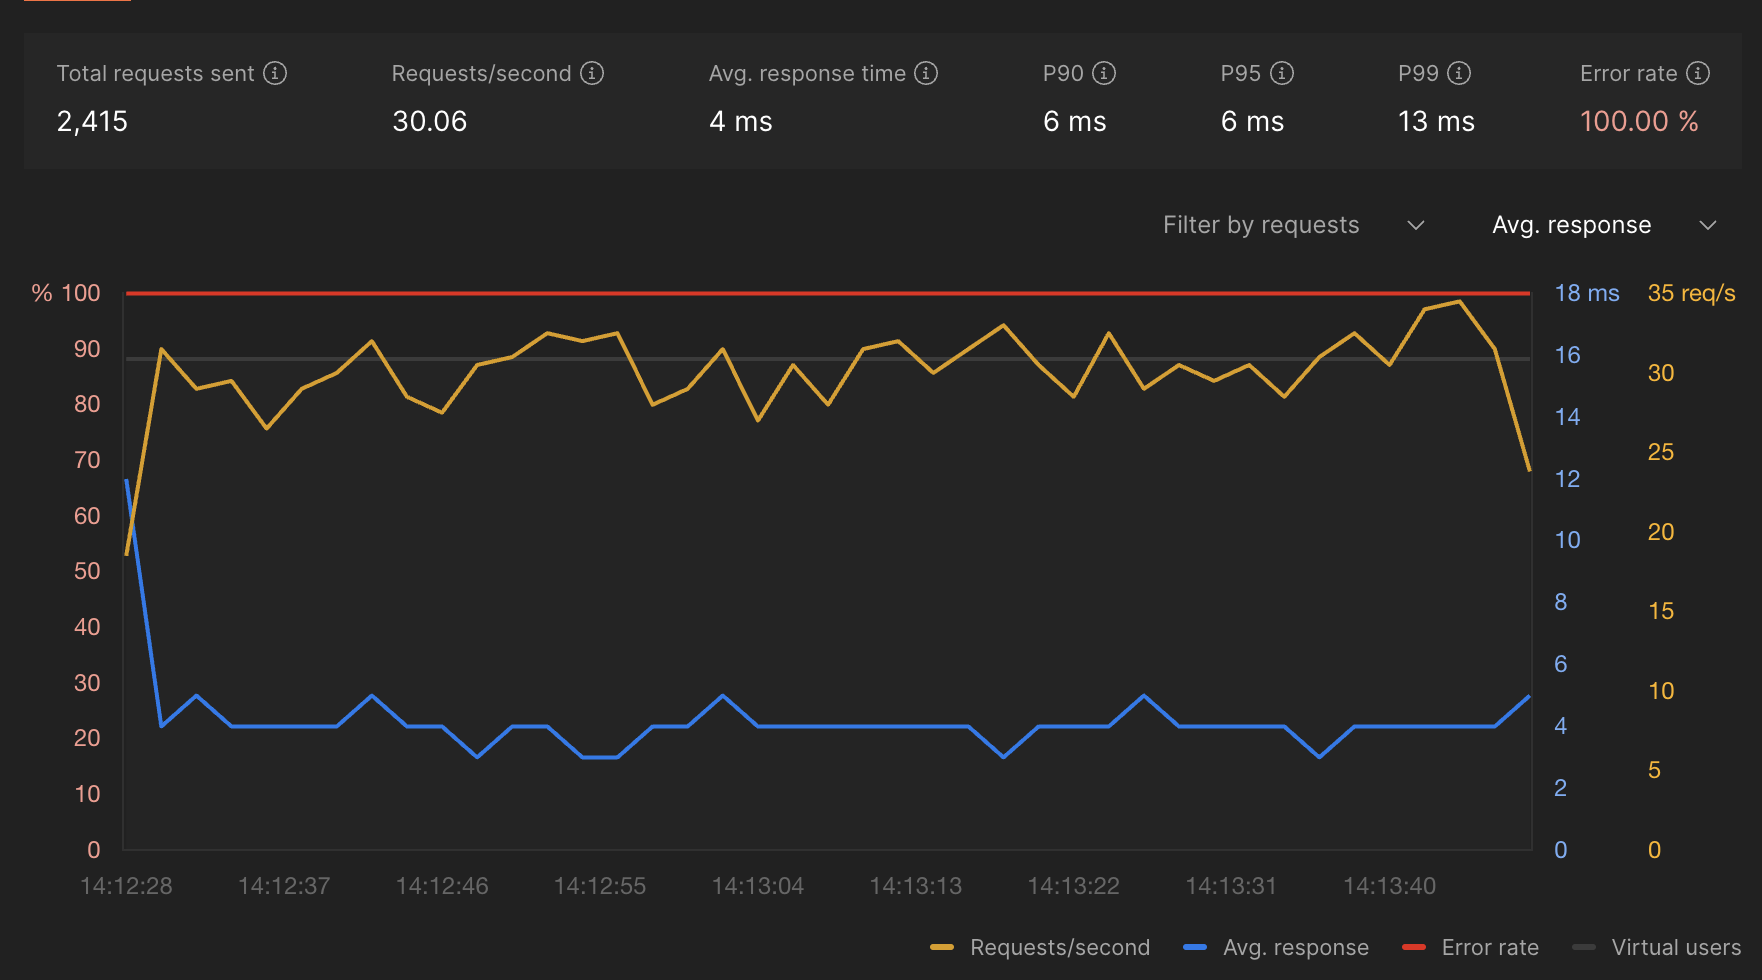 Total requests sent
Requests/second
Avg. response time
P90
P95
P99
Error rate
2,415
30.06
4 ms
6 ms
6 ms
13 ms
100.00 %
Filter by requests
Avg. response
% 100
90
80
70
60
50
40
30
20
10
0
18 ms
16
14
12
10
8
6
4
2
0
35 req/s
30
25
20
15
10
5
0
14:12:28
14:12:37
14:12:46
14:12:55
14:13:04
14:13:13
14:13:22
14:13:31
14:13:40
Requests/second
Avg. response
Error rate
Virtual users